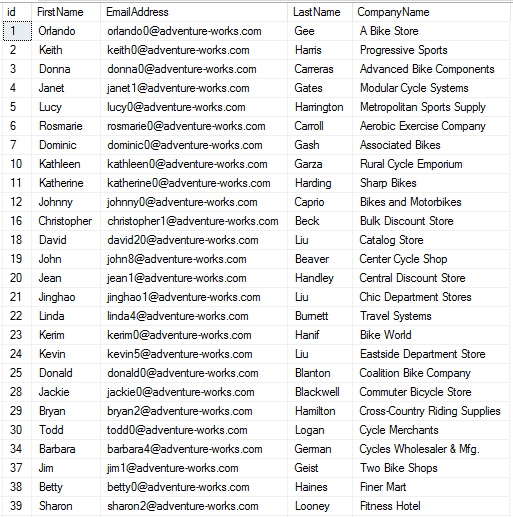 id FirstName EmailAddress LastName CompanyName
1 Orlando orlando0@adventure-works.com Gee A Bike Store
2 Keith keith0@adventure-works.com Harris Progressive Sports
3 Donna donna0@adventure-works.com Carreras Advanced Bike Components
4 Janet janet1@adventure-works.com Gates Modular Cycle Systems
5 Lucy lucy0@adventure-works.com Harrington Metropolitan Sports Supply
6 Rosmarie rosmarie0@adventure-works.com Carroll Aerobic Exercise Company
7 Dominic dominic0@adventure-works.com Gash Associated Bikes
10 Kathleen kathleen0@adventure-works.com Garza Rural Cycle Emporium
11 Katherine katherine0@adventure-works.com Harding Sharp Bikes
12 Johnny johnny0@adventure-works.com Caprio Bikes and Motorbikes
16 Christopher christopher1@adventure-works.com Beck Bulk Discount Store
18 David david20@adventure-works.com Liu Catalog Store
19 John john8@adventure-works.com Beaver Center Cycle Shop
20 Jean jean1@adventure-works.com Handley Central Discount Store
21 Jinghao jinghao1@adventure-works.com Liu Chic Department Stores
22 Linda linda4@adventure-works.com Burnett Travel Systems
23 Kerim kerim0@adventure-works.com Hanif Bike World
24 Kevin kevin5@adventure-works.com Liu Eastside Department Store
25 Donald donald0@adventure-works.com Blanton Coalition Bike Company
28 Jackie jackie0@adventure-works.com Blackwell Commuter Bicycle Store
29 Bryan bryan2@adventure-works.com Hamilton Cross-Country Riding Supplies
30 Todd todd0@adventure-works.com Logan Cycle Merchants
34 Barbara barbara4@adventure-works.com German Cycles Wholesaler & Mfg.
37 Jim jim1@adventure-works.com Geist Two Bike Shops
38 Betty betty0@adventure-works.com Haines Finer Mart
39 Sharon sharon2@adventure-works.com Looney Fitness Hotel